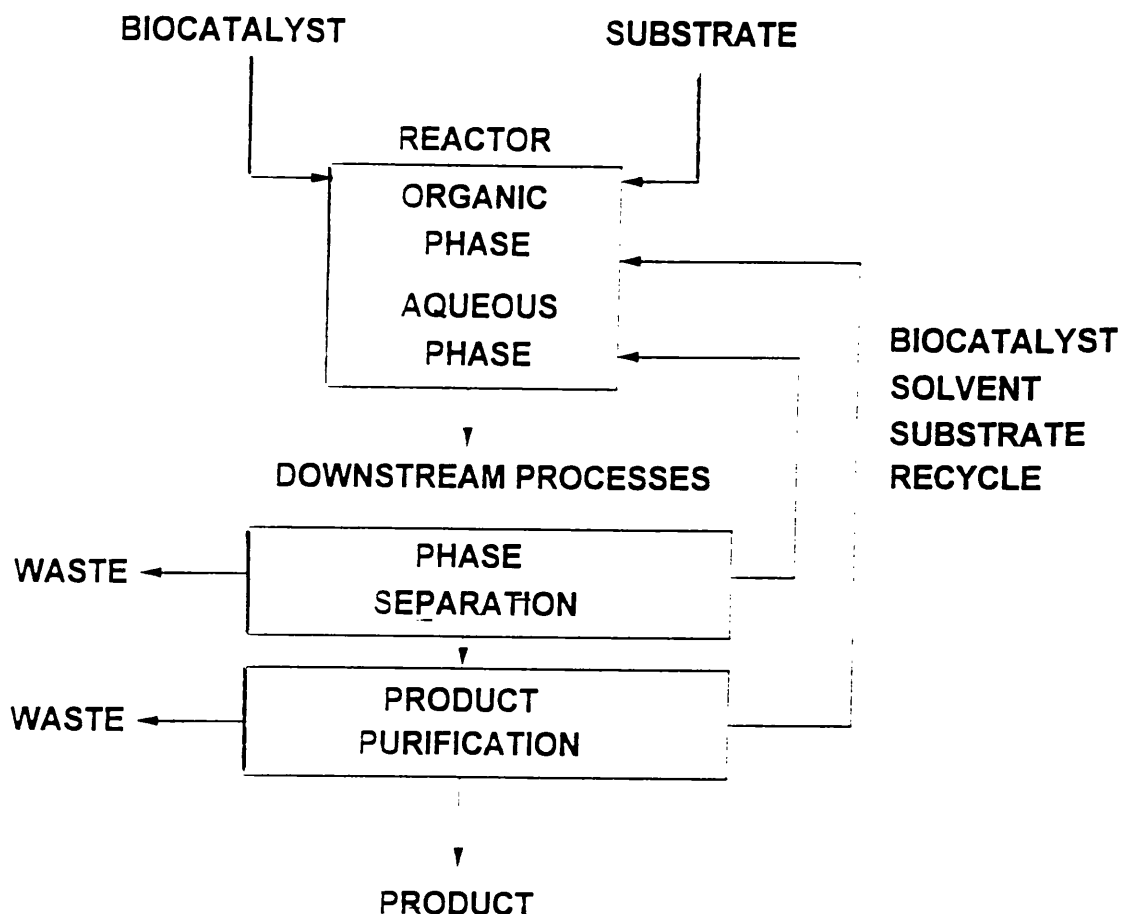 BIOCATALYST
SUBSTRATE
REACTOR
ORGANIC
PHASE
AQUEOUS
PHASE
BIOCATALYST
SOLVENT
SUBSTRATE
RECYCLE
DOWNSTREAM PROCESSES
WASTE
PHASE
SEPARATION
WASTE
PRODUCT
PURIFICATION
PRODUCT